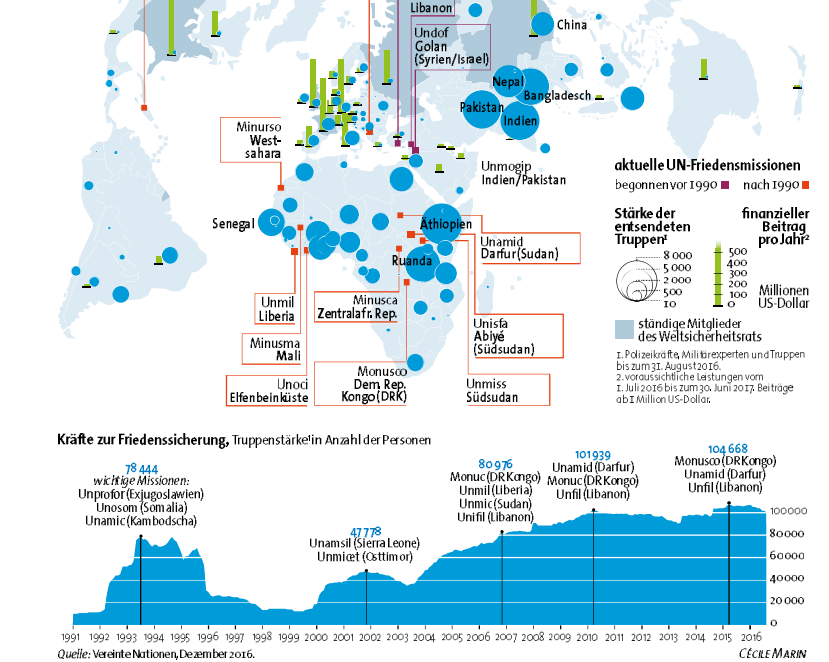 Libanon
Undof
Golan
(Syrien/Israel)
China
Nepal
Bangladesch
Pakistan
Indien
Minurso
West-
sahara
Unmogip
Indien/Pakistan
Senegal
Äthiopien
Unamid
Darfur (Sudan)
Ruanda
Unmil
Liberia
Minusca
Zentralafr. Rep.
Minusma
Mali
Unisfa
Abiyé
(Südsudan)
Unoci
Elfenbeinküste
Monusco
Dem. Rep.
Kongo (DRK)
Unmiss
Südsudan
aktuelle UN-Friedensmissionen
begonnen vor 1990 nach 1990
Stärke der
entsendeten
Truppen¹
8 000
5 000
2 000
500
10
finanzieller
Beitrag
pro Jahr²
500
400
300
200
100
0
Millionen
US-Dollar
ständige Mitglieder
des Weltsicherheitsrats
1. Polizeikräfte, Militärexperten und Truppen
bis zum 31. August 2016.
2. voraussichtliche Leistungen vom
1. Juli 2016 bis zum 30. Juni 2017. Beiträge
ab 1 Million US-Dollar.
Kräfte zur Friedenssicherung, Truppenstärke¹ in Anzahl der Personen
78 444
wichtige Missionen:
Unprofor (Exjugoslawien)
Unosom (Somalia)
Unamic (Kambodscha)
47 778
Unamsil (Sierra Leone)
Unmicet (Osttimor)
80 976
Monuc (DR Kongo)
Unmil (Liberia)
Unmic (Sudan)
Unifil (Libanon)
101 939
Unamid (Darfur)
Monuc (DR Kongo)
Unfil (Libanon)
104 668
Monusco (DR Kongo)
Unamid (Darfur)
Unfil (Libanon)
100 000
80 000
60 000
40 000
20 000
0
1991 1992 1993 1994 1995 1996 1997 1998 1999 2000 2001 2002 2003 2004 2005 2006 2007 2008 2009 2010 2011 2012 2013 2014 2015 2016
Quelle: Vereinte Nationen, Dezember 2016.
CÉCILE MARIN